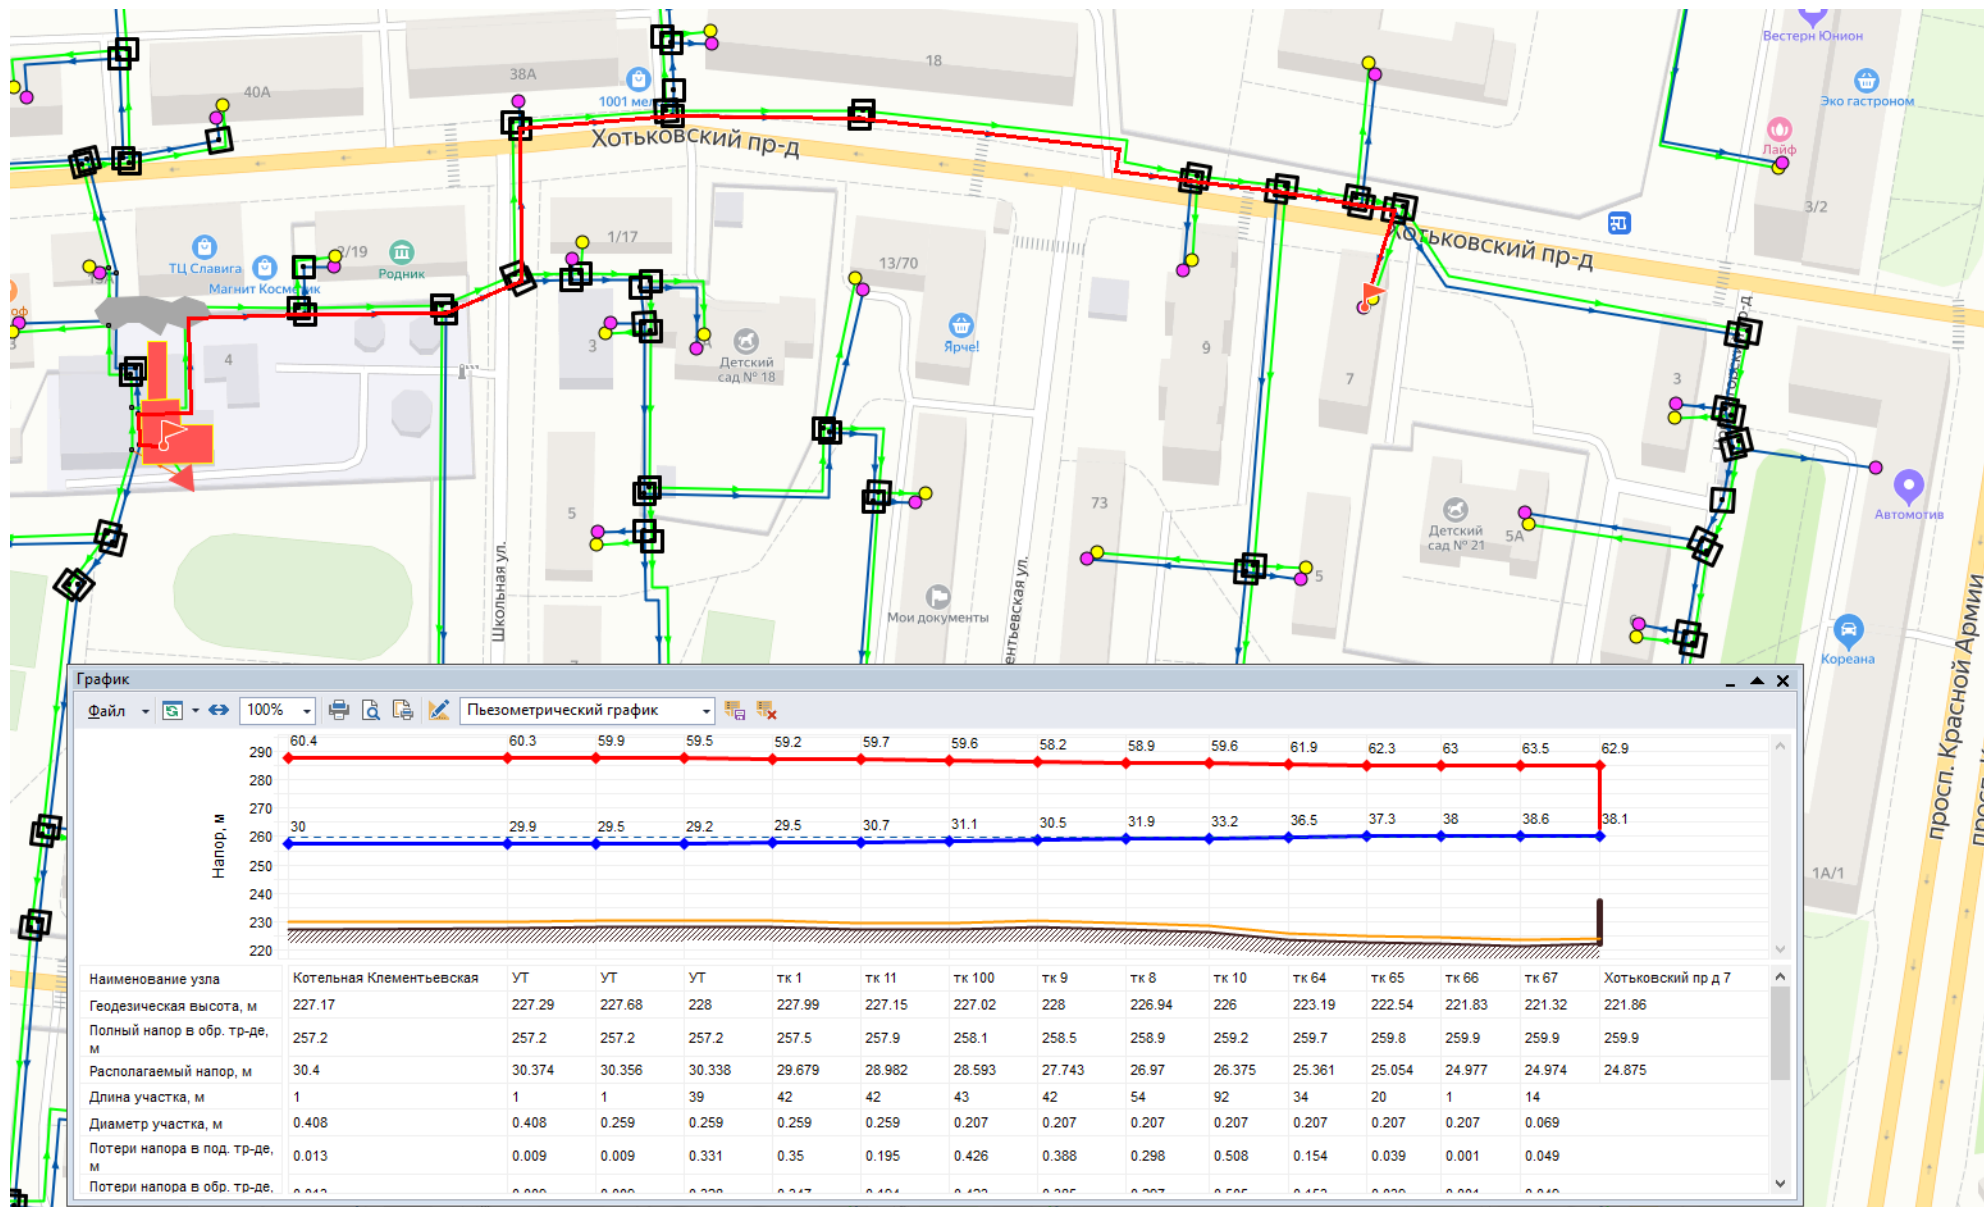 Вестерн Юнион
18
38А
40А
1001 мел
Эко гастроном
Хотьковский пр-д
Лайф
3/2
2/19
1/17
ТЦ Славига
Родник
Магнит Косметик
13/70
Хотьковский пр-д
15А
оф
3
4
3
Детский
сад № 18
Ярче!
9
7
3
5
73
Детский
сад № 21
5А
Автомотив
Школьная ул.
5
Мои документы
ентьевская ул.
Кореана
просп. Красной Армии
1А/1
График
Файл
100%
Пьезометрический график
Напор, м
290
280
270
260
250
240
230
220
60.4 60.3 59.9 59.5 59.2 59.7 59.6 58.2 58.9 59.6 61.9 62.3 63 63.5 62.9
30 29.9 29.5 29.2 29.5 30.7 31.1 30.5 31.9 33.2 36.5 37.3 38 38.6 38.1
Наименование узла Котельная Клементьевская УТ УТ УТ тк 1 тк 11 тк 100 тк 9 тк 8 тк 10 тк 64 тк 65 тк 66 тк 67 Хотьковский пр д 7
Геодезическая высота, м 227.17 227.29 227.68 228 227.99 227.15 227.02 228 226.94 226 223.19 222.54 221.83 221.32 221.86
Полный напор в обр. тр-де,
м 257.2 257.2 257.2 257.2 257.5 257.9 258.1 258.5 258.9 259.2 259.7 259.8 259.9 259.9 259.9
Располагаемый напор, м 30.4 30.374 30.356 30.338 29.679 28.982 28.593 27.743 26.97 26.375 25.361 25.054 24.977 24.974 24.875
Длина участка, м 1 1 1 39 42 42 43 42 54 92 34 20 1 14
Диаметр участка, м 0.408 0.408 0.259 0.259 0.259 0.259 0.207 0.207 0.207 0.207 0.207 0.207 0.207 0.069
Потери напора в под. тр-де,
м 0.013 0.009 0.009 0.331 0.35 0.195 0.426 0.388 0.298 0.508 0.154 0.039 0.001 0.049
Потери напора в обр. тр-де,